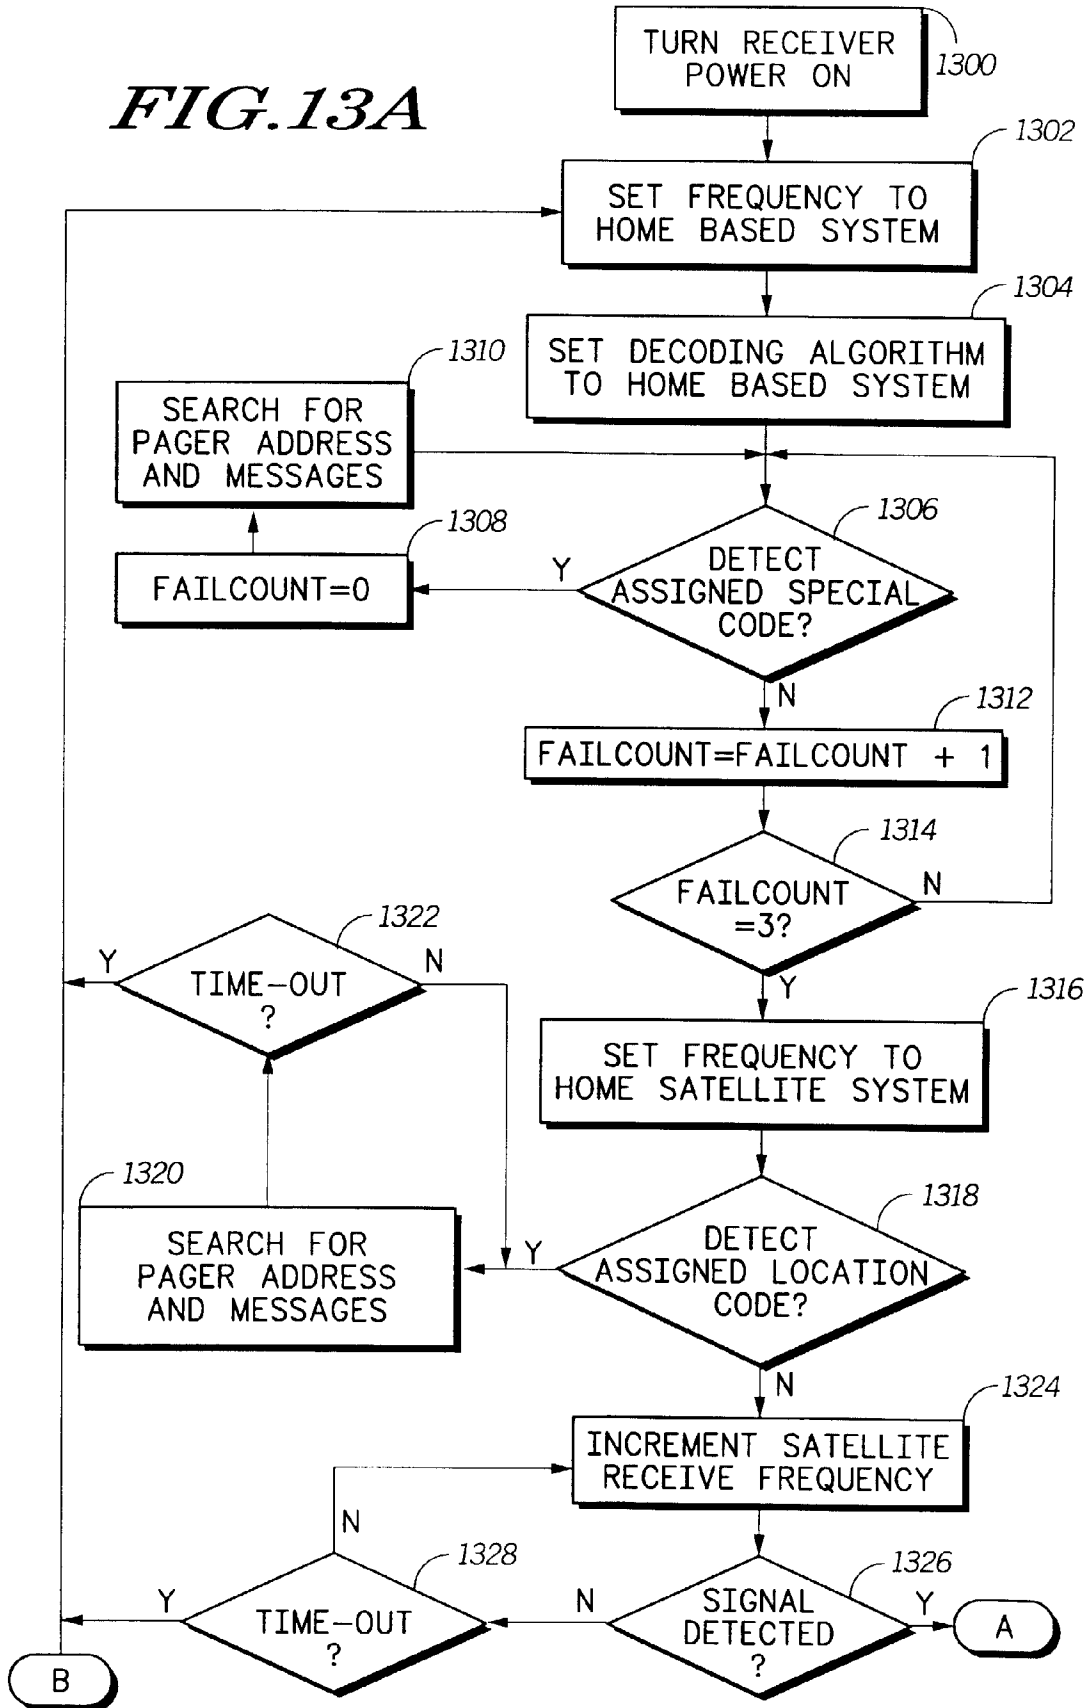 FIG.13A
TURN RECEIVER
POWER ON
1300
1302
SET FREQUENCY TO
HOME BASED SYSTEM
1304
SET DECODING ALGORITHM
TO HOME BASED SYSTEM
1310
SEARCH FOR
PAGER ADDRESS
AND MESSAGES
1306
DETECT
ASSIGNED SPECIAL
CODE?
Y
1308
FAILCOUNT=0
N
1312
FAILCOUNT=FAILCOUNT + 1
1314
FAILCOUNT
=3?
N
Y
1322
TIME-OUT
?
Y
N
1316
SET FREQUENCY TO
HOME SATELLITE SYSTEM
1320
SEARCH FOR
PAGER ADDRESS
AND MESSAGES
1318
DETECT
ASSIGNED LOCATION
CODE?
Y
N
1324
INCREMENT SATELLITE
RECEIVE FREQUENCY
N
1328
TIME-OUT
?
Y
N
1326
SIGNAL
DETECTED
?
Y
A
B